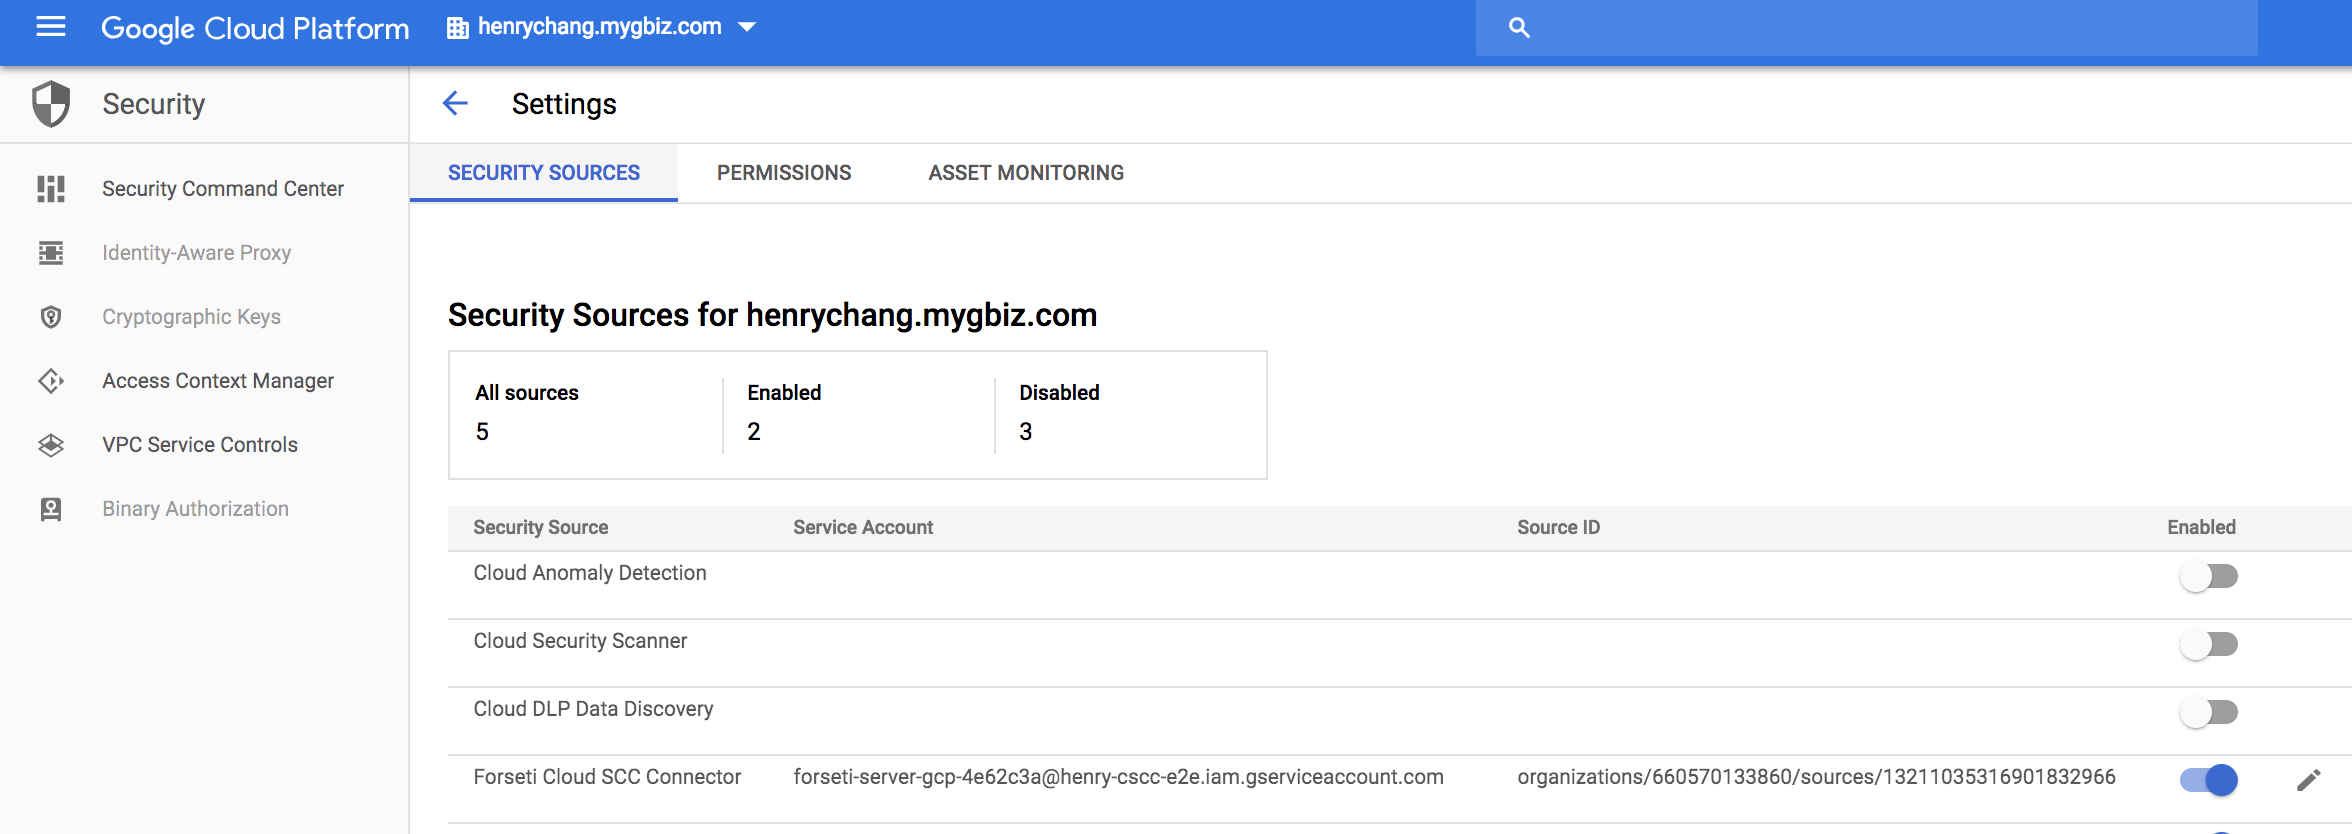 Google Cloud Platform
henrychang.mygbiz.com
Security
Settings
Security Command Center
Identity-Aware Proxy
Cryptographic Keys
Access Context Manager
VPC Service Controls
Binary Authorization
SECURITY SOURCES PERMISSIONS ASSET MONITORING
Security Sources for henrychang.mygbiz.com
All sources Enabled Disabled
5 2 3
Security Source Service Account Source ID Enabled
Cloud Anomaly Detection
Cloud Security Scanner
Cloud DLP Data Discovery
Forseti Cloud SCC Connector forseti-server-gcp-4e62c3a@henry-cscc-e2e.iam.gserviceaccount.com organizations/660570133860/sources/13211035316901832966